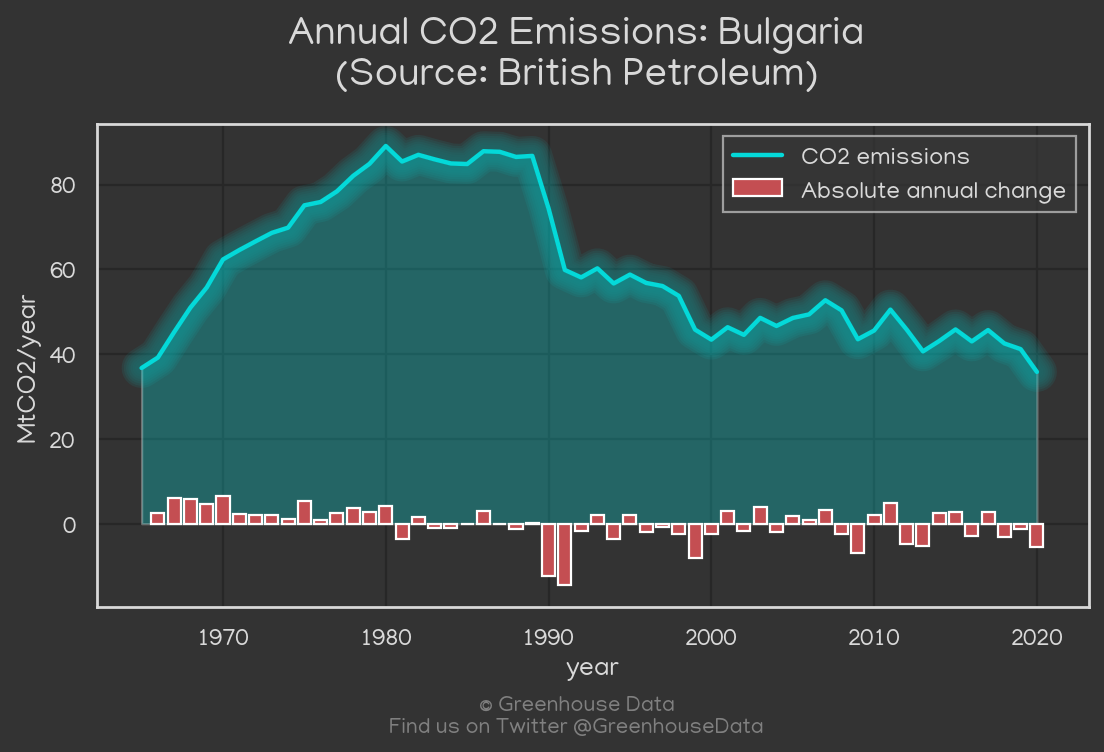 Annual CO2 Emissions: Bulgaria
(Source: British Petroleum)
CO2 emissions
Absolute annual change
MtCO2/year
80
60
40
20
0
1970 1980 1990 2000 2010 2020
year
© Greenhouse Data
Find us on Twitter @GreenhouseData